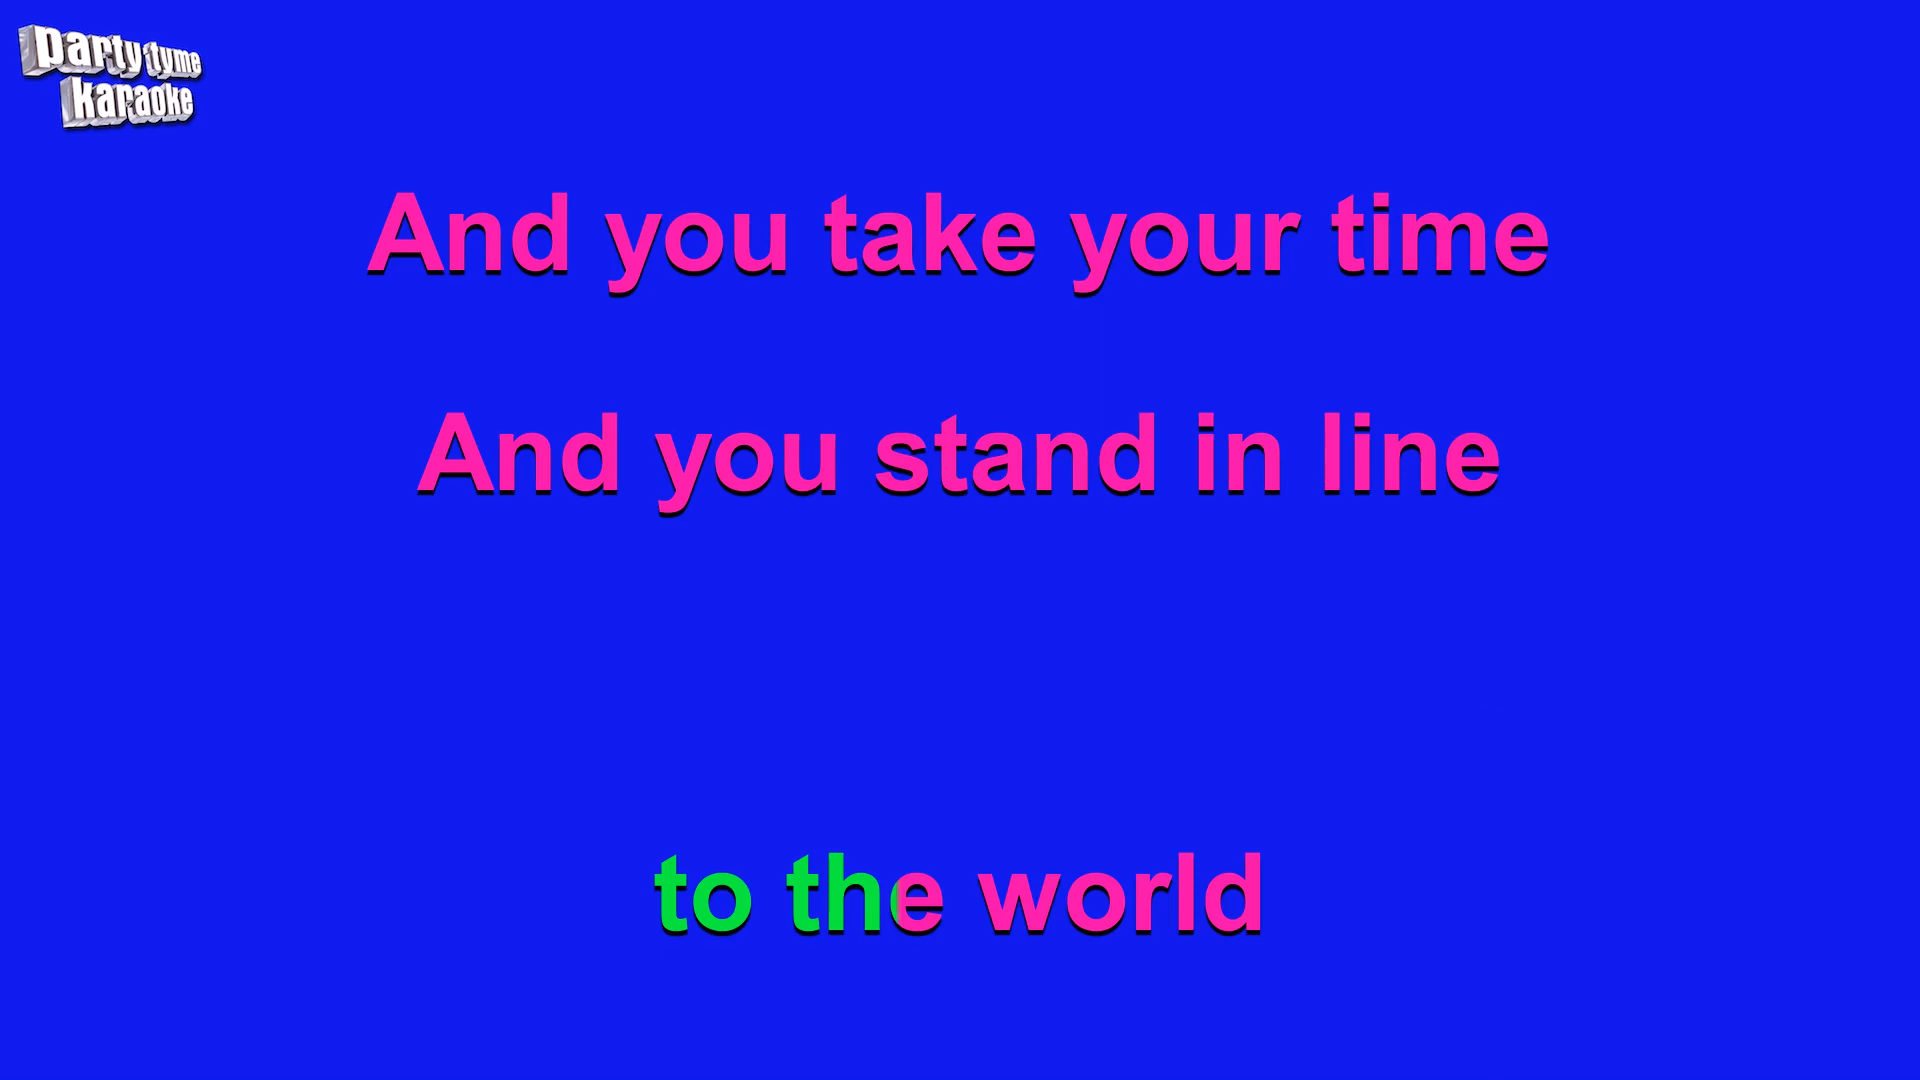 party tyme
karaoke
And you take your time
And you stand in line
to the world